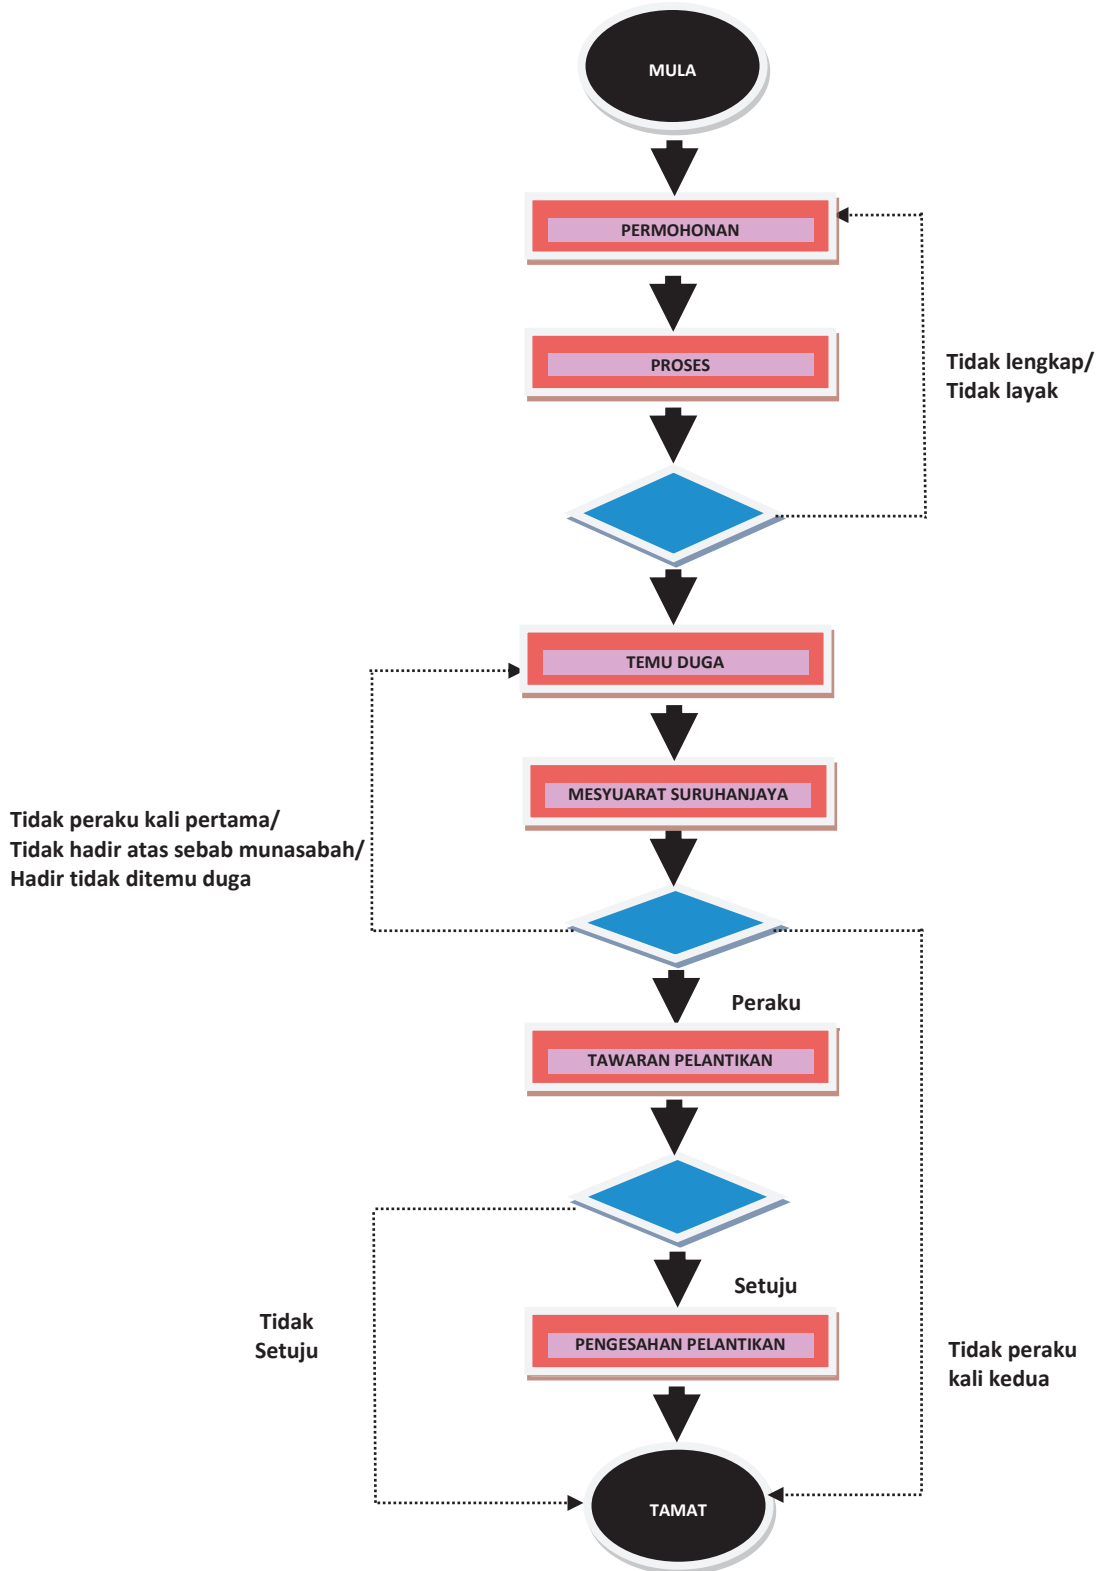 MULA
PERMOHONAN
PROSES
Tidak lengkap/
Tidak layak
TEMU DUGA
MESYUARAT SURUHANJAYA
Tidak peraku kali pertama/
Tidak hadir atas sebab munasabah/
Hadir tidak ditemu duga
Peraku
TAWARAN PELANTIKAN
Setuju
Tidak
Setuju
PENGESAHAN PELANTIKAN
Tidak peraku
kali kedua
TAMAT